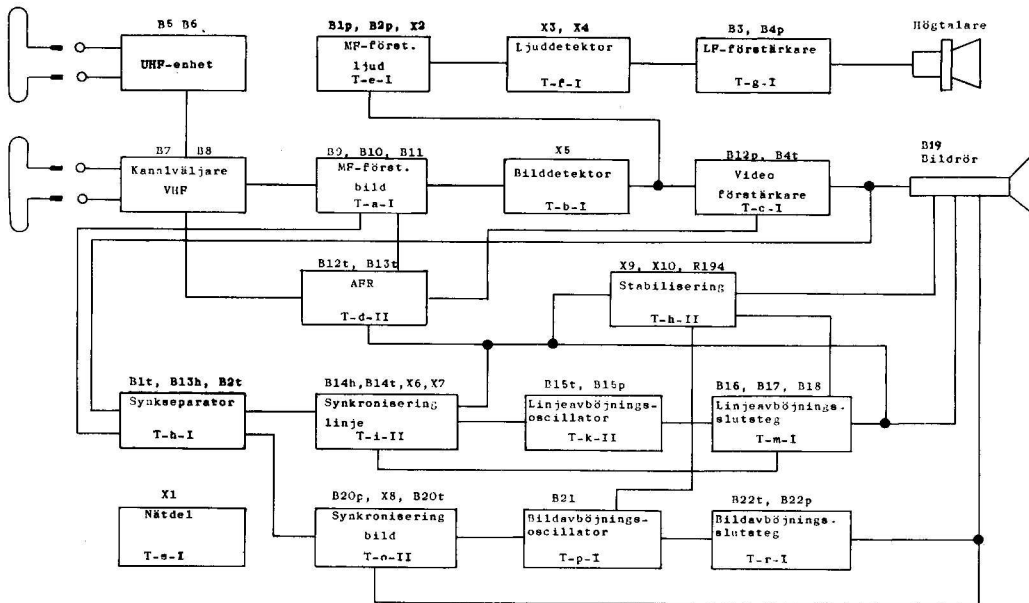 B5 B6
UHF-enhet
B1p, B2p, X2
MF-först.
ljud
T-e-I
X3, X4
Ljuddetektor
T-f-I
B3, B4p
LF-förstärkare
T-g-I
Högtalare
B7 B8
Kanalväljare
VHF
B9, B10, B11
MF-först.
bild
T-a-I
X5
Bilddetektor
T-b-I
B12p, B4t
Video
förstärkare
T-c-I
B19
Bildrör
B12t, B13t
AFR
T-d-II
X9, X10, R194
Stabilisering
T-h-II
B1t, B13h, B2t
Synkseparator
T-h-I
B14h, B14t, X6, X7
Synkronisering
linje
T-i-II
B15t, B15p
Linjeavböjnings-
oscillator
T-k-II
B16, B17, B18
Linjeavböjnings-
slutsteg
T-m-I
X1
Nätdel
T-s-I
B20p, X8, B20t
Synkronisering
bild
T-o-II
B21
Bildavböjnings-
oscillator
T-p-I
B22t, B22p
Bildavböjnings-
slutsteg
T-r-I